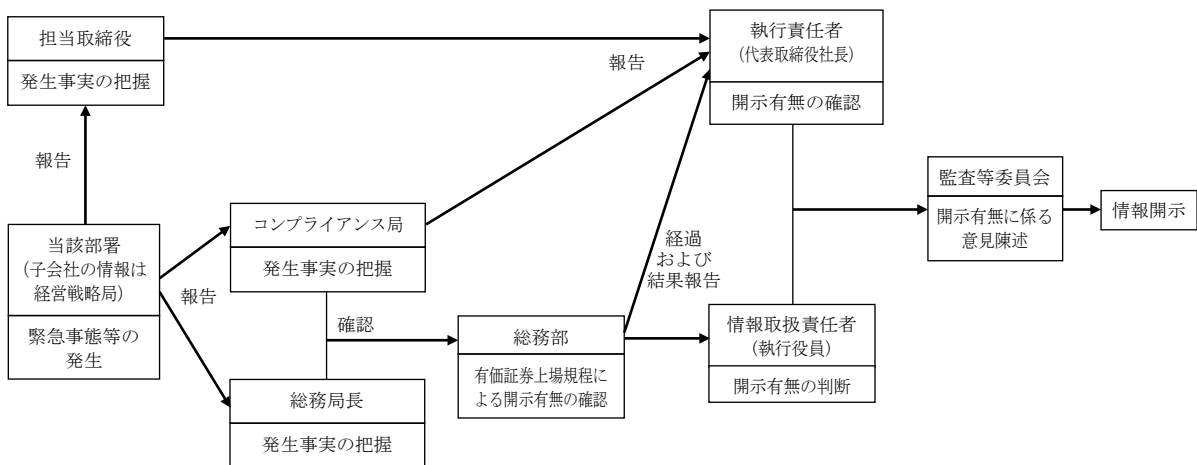 担当取締役
発生事実の把握
報告
当該部署
(子会社の情報は
経営戦略局)
緊急事態等の
発生
報告
コンプライアンス局
発生事実の把握
総務局長
発生事実の把握
確認
総務部
有価証券上場規程に
よる開示有無の確認
報告
経過
および
結果報告
執行責任者
(代表取締役社長)
開示有無の確認
情報取扱責任者
(執行役員)
開示有無の判断
監査等委員会
開示有無に係る
意見陳述
情報開示